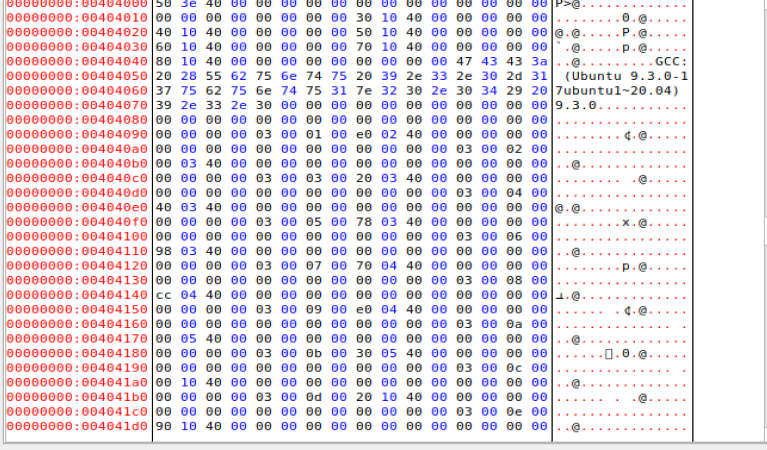 00000000:00404000 50 3e 40 00 00 00 00 00 00 00 00 00 00 00 00 00 P>@.............
00000000:00404010 00 00 00 00 00 00 00 00 30 10 40 00 00 00 00 00 ........0.@.....
00000000:00404020 40 10 40 00 00 00 00 00 50 10 40 00 00 00 00 00 @.@.....P.@.....
00000000:00404030 60 10 40 00 00 00 00 00 70 10 40 00 00 00 00 00 `.@.....p.@.....
00000000:00404040 80 10 40 00 00 00 00 00 00 00 00 00 47 43 43 3a ..@.........GCC:
00000000:00404050 20 28 55 62 75 6e 74 75 20 39 2e 33 2e 30 2d 31 (Ubuntu 9.3.0-1
00000000:00404060 37 75 62 75 6e 74 75 31 7e 32 30 2e 30 34 29 20 7ubuntu1~20.04)
00000000:00404070 39 2e 33 2e 30 00 00 00 00 00 00 00 00 00 00 00 9.3.0...........
00000000:00404080 00 00 00 00 00 00 00 00 00 00 00 00 00 00 00 00 ................
00000000:00404090 00 00 00 00 03 00 01 00 e0 02 40 00 00 00 00 00 ........¢.@.....
00000000:004040a0 00 00 00 00 00 00 00 00 00 00 00 00 03 00 02 00 ................
00000000:004040b0 00 03 40 00 00 00 00 00 00 00 00 00 00 00 00 00 ..@.............
00000000:004040c0 00 00 00 00 03 00 03 00 20 03 40 00 00 00 00 00 ........ .@.....
00000000:004040d0 00 00 00 00 00 00 00 00 00 00 00 00 03 00 04 00 ................
00000000:004040e0 40 03 40 00 00 00 00 00 00 00 00 00 00 00 00 00 @.@.............
00000000:004040f0 00 00 00 00 03 00 05 00 78 03 40 00 00 00 00 00 ........x.@.....
00000000:00404100 00 00 00 00 00 00 00 00 00 00 00 00 03 00 06 00 ................
00000000:00404110 98 03 40 00 00 00 00 00 00 00 00 00 00 00 00 00 ..@.............
00000000:00404120 00 00 00 00 03 00 07 00 70 04 40 00 00 00 00 00 ........p.@.....
00000000:00404130 00 00 00 00 00 00 00 00 00 00 00 00 03 00 08 00 ................
00000000:00404140 cc 04 40 00 00 00 00 00 00 00 00 00 00 00 00 00 .@.............
00000000:00404150 00 00 00 00 03 00 09 00 e0 04 40 00 00 00 00 00 ...... .¢.@.....
00000000:00404160 00 00 00 00 00 00 00 00 00 00 00 00 03 00 0a 00 .............. .
00000000:00404170 00 05 40 00 00 00 00 00 00 00 00 00 00 00 00 00 ..@.............
00000000:00404180 00 00 00 00 03 00 0b 00 30 05 40 00 00 00 00 00 ......▯.0.@.....
00000000:00404190 00 00 00 00 00 00 00 00 00 00 00 00 03 00 0c 00 .............. .
00000000:004041a0 00 10 40 00 00 00 00 00 00 00 00 00 00 00 00 00 ..@.............
00000000:004041b0 00 00 00 00 03 00 0d 00 20 10 40 00 00 00 00 00 ...... . .@.....
00000000:004041c0 00 00 00 00 00 00 00 00 00 00 00 00 03 00 0e 00 ................
00000000:004041d0 90 10 40 00 00 00 00 00 00 00 00 00 00 00 00 00 ..@.............